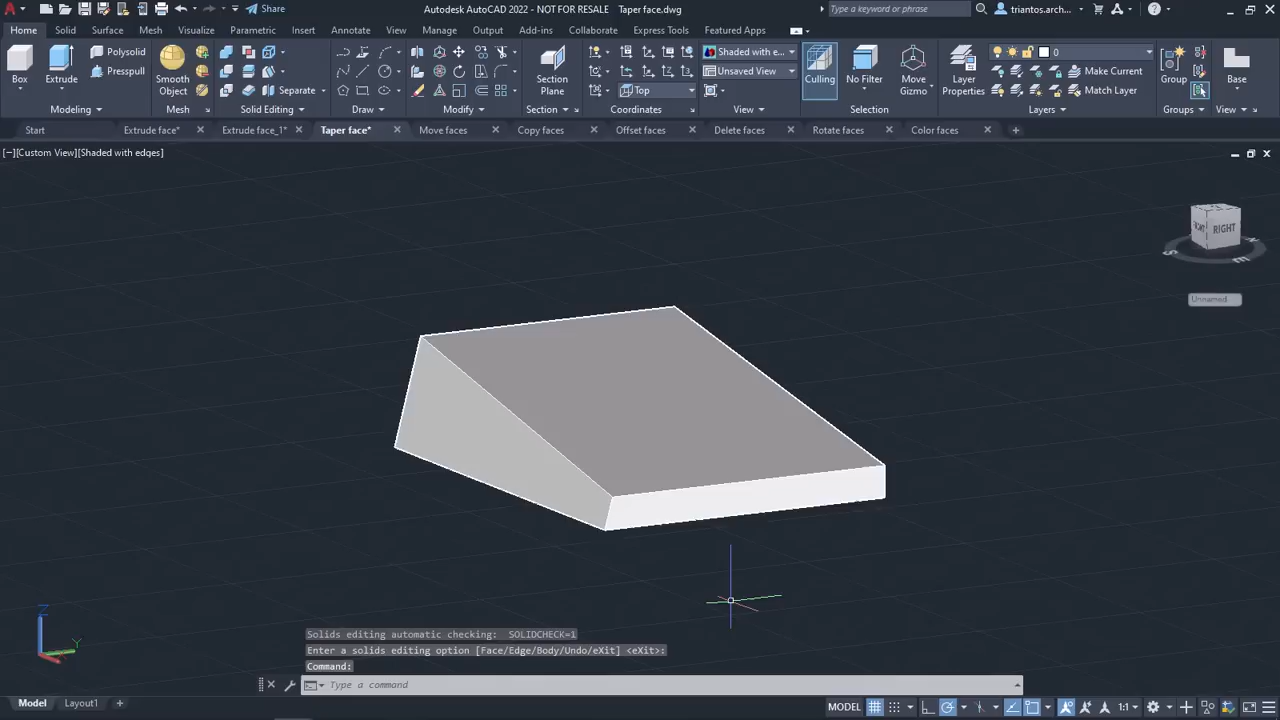 Share
Autodesk AutoCAD 2022 - NOT FOR RESALE Taper face.dwg
Type a keyword or phrase
triantos.arch...
Home Solid Surface Mesh Visualize Parametric Insert Annotate View Manage Output Add-ins Collaborate Express Tools Featured Apps
Box
Extrude
Polysolid
Presspull
Smooth
Object
Separate
Section
Plane
Shaded with e...
Unsaved View
Top
Culling
No Filter
Move
Gizmo
Layer
Properties
0
Make Current
Match Layer
Group
Base
Modeling Mesh Solid Editing Draw Modify Section Coordinates View Selection Layers Groups View
Start Extrude face* Extrude face_1* Taper face* Move faces Copy faces Offset faces Delete faces Rotate faces Color faces
[−][Custom View][Shaded with edges]
FRONT RIGHT
S E N
Unnamed
Z
Y
Solids editing automatic checking: SOLIDCHECK=1
Enter a solids editing option [Face/Edge/Body/Undo/eXit] <eXit>:
Command:
Type a command
Model Layout1
MODEL 1:1